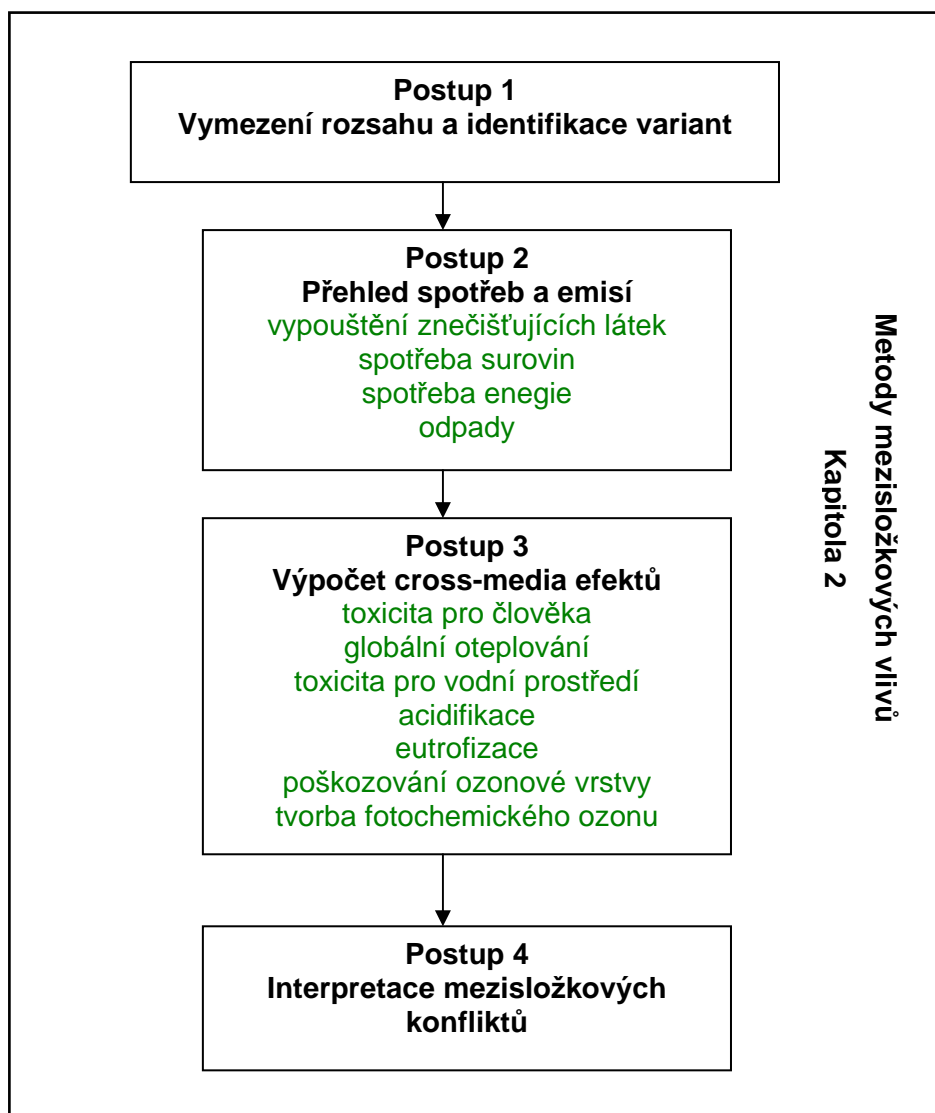 Postup 1
Vymezení rozsahu a identifikace variant
Postup 2
Přehled spotřeb a emisí
vypouštění znečišťujících látek
spotřeba surovin
spotřeba enegie
odpady
Postup 3
Výpočet cross-media efektů
toxicita pro člověka
globální oteplování
toxicita pro vodní prostředí
acidifikace
eutrofizace
poškozování ozonové vrstvy
tvorba fotochemického ozonu
Postup 4
Interpretace mezisložkových
konfliktů
Metody mezisložkových vlivů
Kapitola 2